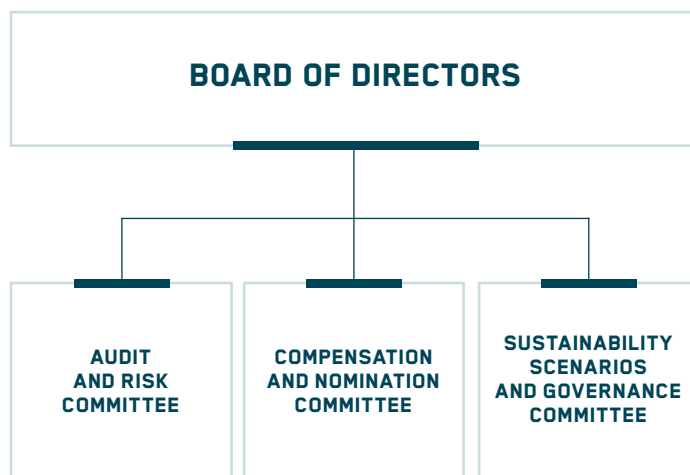 BOARD OF DIRECTORS
AUDIT
AND RISK
COMMITTEE
COMPENSATION
AND NOMINATION
COMMITTEE
SUSTAINABILITY
SCENARIOS
AND GOVERNANCE
COMMITTEE